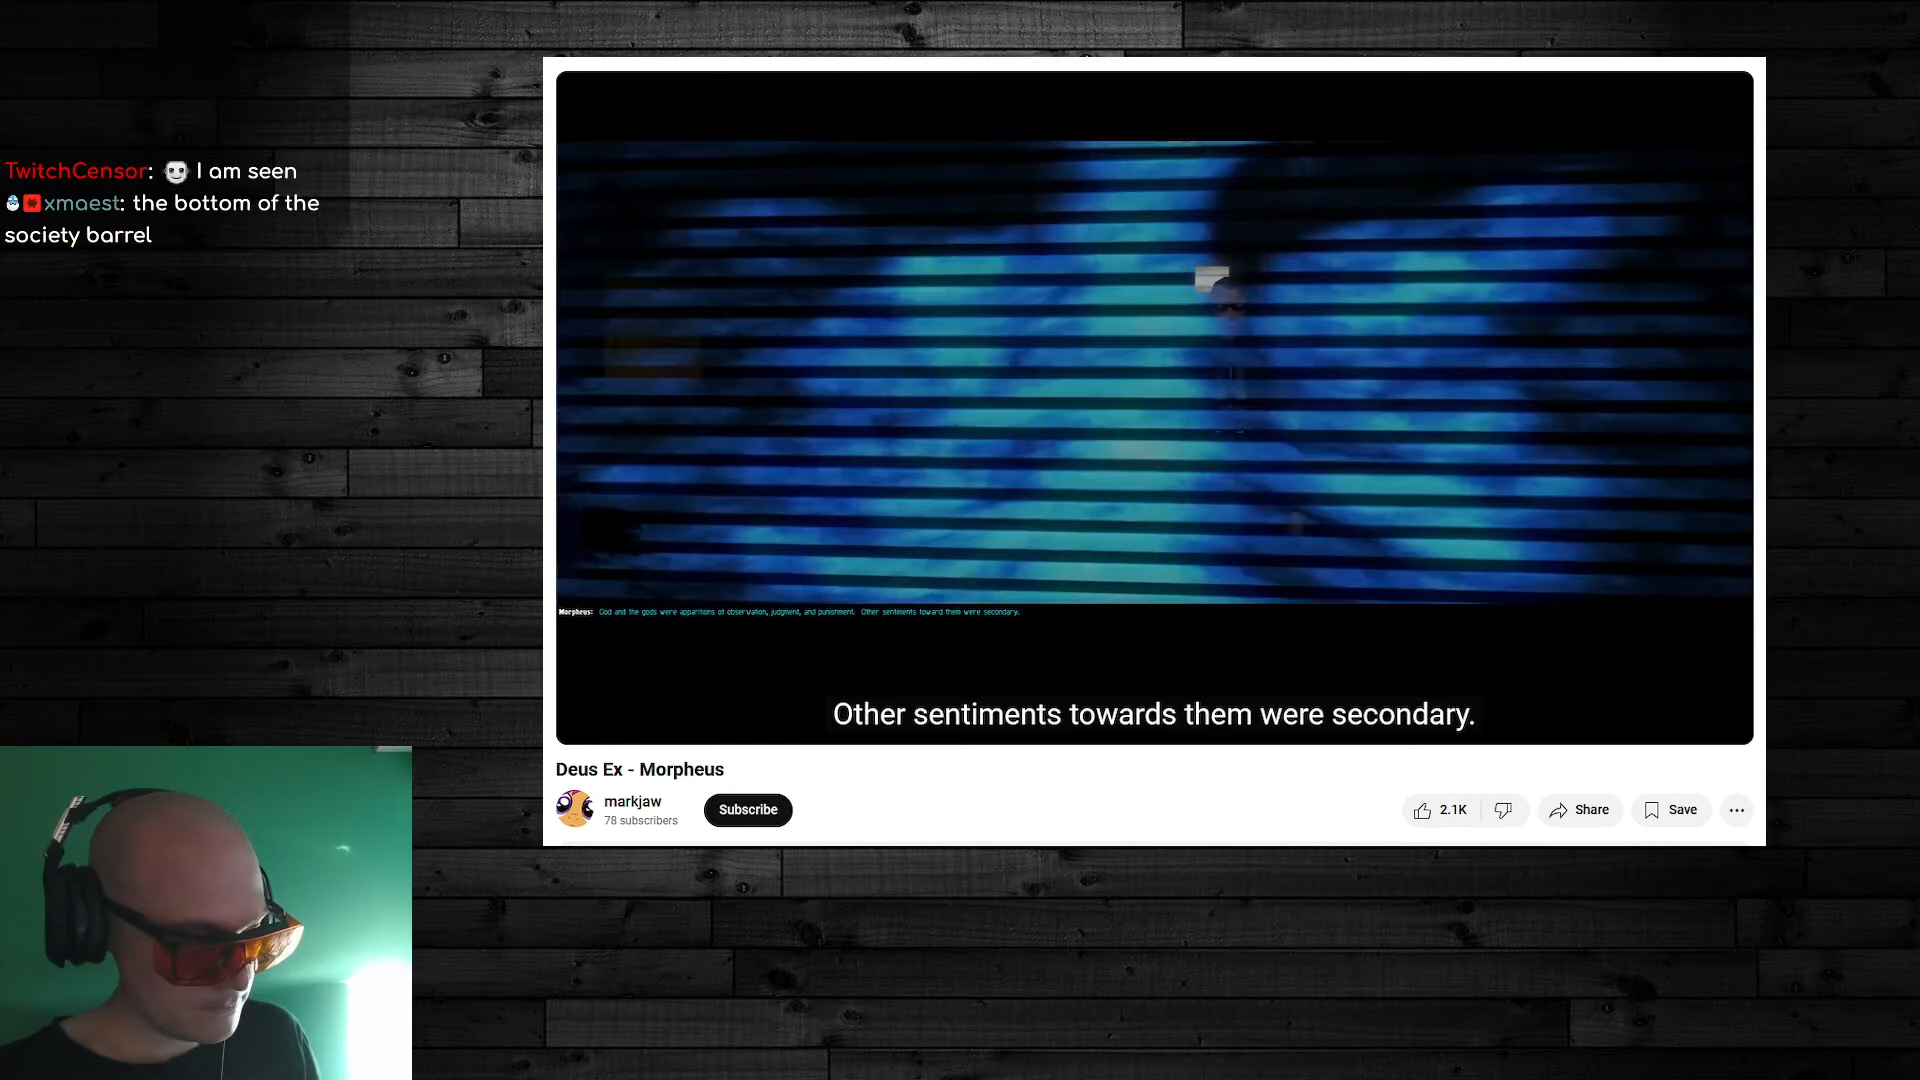 TwitchCensor: I am seen
xmaest: the bottom of the
society barrel
Morpheus: God and the gods were apparitions of observation, judgment, and punishment. Other sentiments toward them were secondary.
Other sentiments towards them were secondary.
Deus Ex - Morpheus
markjaw
78 subscribers
Subscribe
2.1K
Share
Save